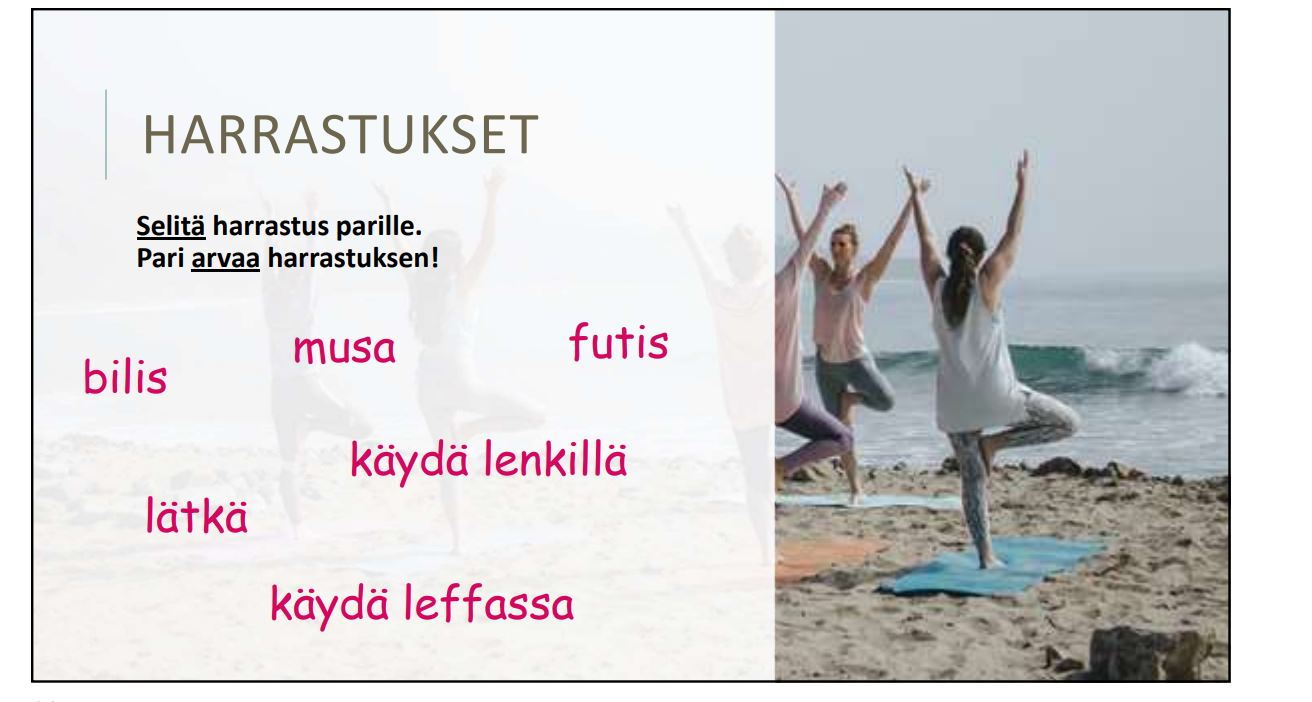 HARRASTUKSET
Selitä harrastus parille.
Pari arvaa harrastuksen!
musa
futis
bilis
käydä lenkillä
lätkä
käydä leffassa